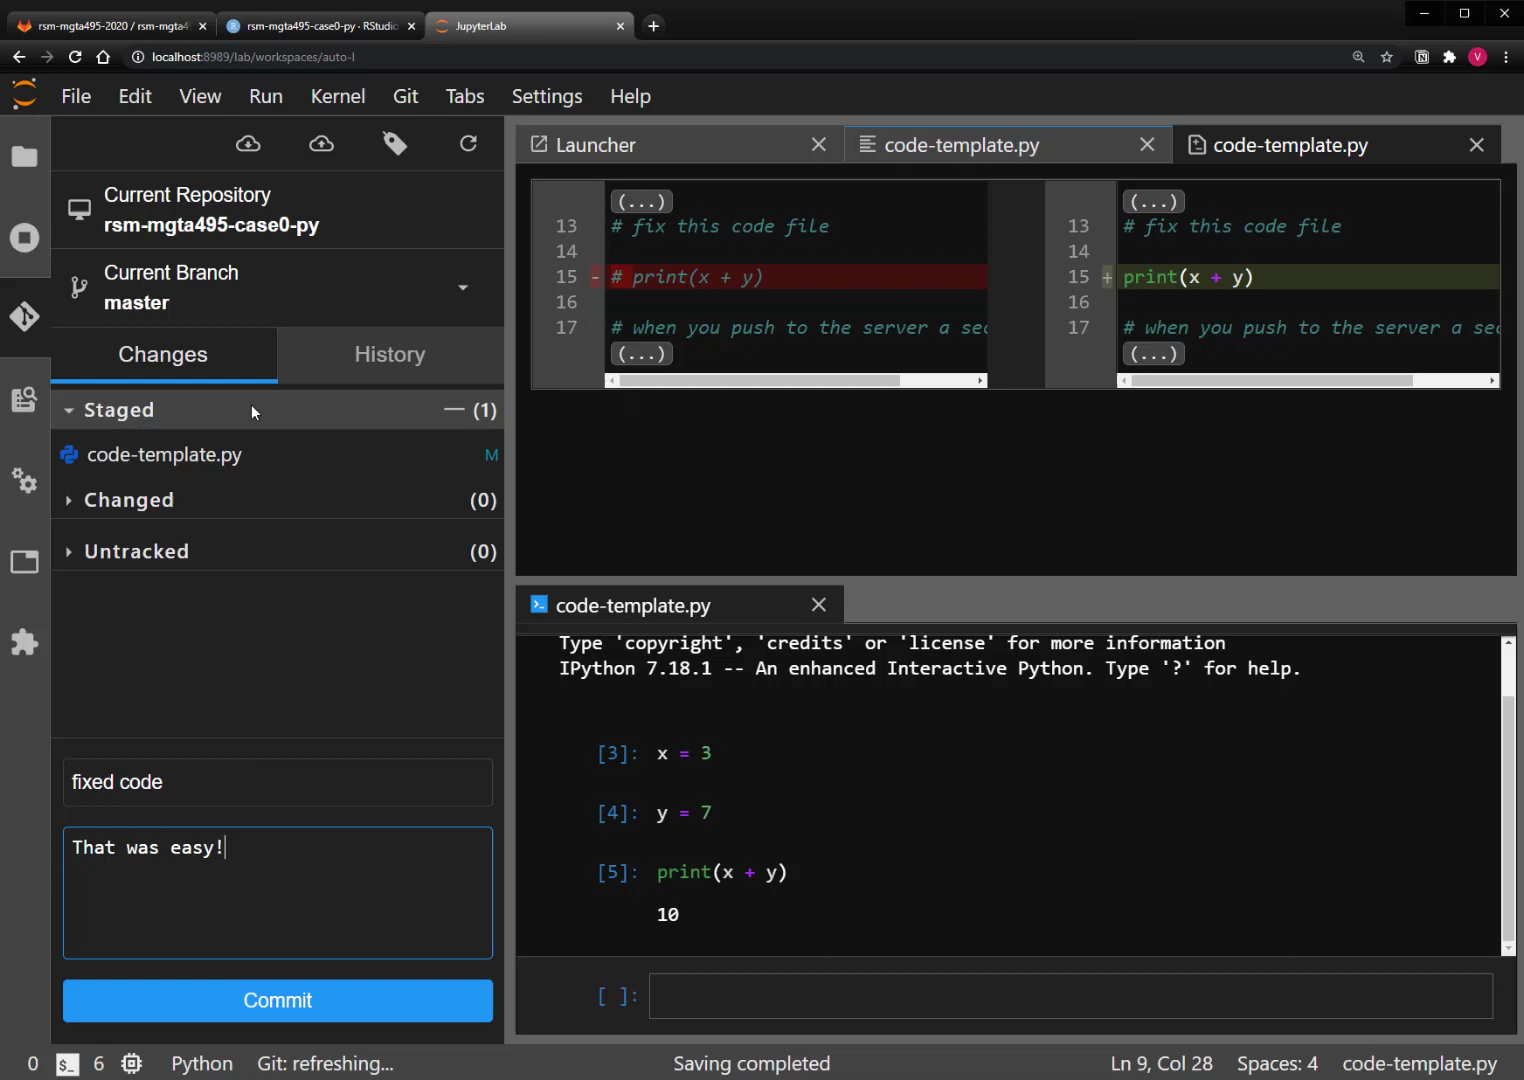 rsm-mgta495-2020 / rsm-mgta4
rsm-mgta495-case0-py · RStudio
JupyterLab
localhost:8989/lab/workspaces/auto-l
V
File Edit View Run Kernel Git Tabs Settings Help
Current Repository
rsm-mgta495-case0-py
Current Branch
master
Changes
History
Staged (1)
code-template.py M
Changed (0)
Untracked (0)
fixed code
That was easy!
Commit
Launcher
code-template.py
code-template.py
(...)
13 # fix this code file
14
15 - # print(x + y)
16
17 # when you push to the server a sec
(...)
(...)
13 # fix this code file
14
15 + print(x + y)
16
17 # when you push to the server a sec
(...)
code-template.py
Type 'copyright', 'credits' or 'license' for more information
IPython 7.18.1 -- An enhanced Interactive Python. Type '?' for help.
[3]: x = 3
[4]: y = 7
[5]: print(x + y)
10
[ ]:
0 $_ 6 Python Git: refreshing... Saving completed Ln 9, Col 28 Spaces: 4 code-template.py